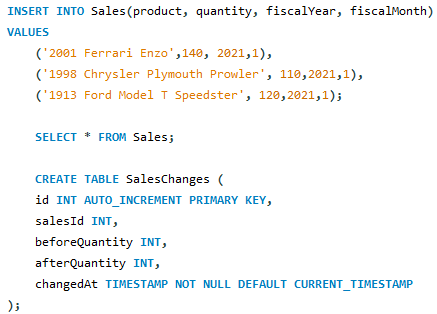 INSERT INTO Sales(product, quantity, fiscalYear, fiscalMonth)
VALUES
('2001 Ferrari Enzo',140, 2021,1),
('1998 Chrysler Plymouth Prowler', 110,2021,1),
('1913 Ford Model T Speedster', 120,2021,1);
SELECT * FROM Sales;
CREATE TABLE SalesChanges (
id INT AUTO_INCREMENT PRIMARY KEY,
salesId INT,
beforeQuantity INT,
afterQuantity INT,
changedAt TIMESTAMP NOT NULL DEFAULT CURRENT_TIMESTAMP
);